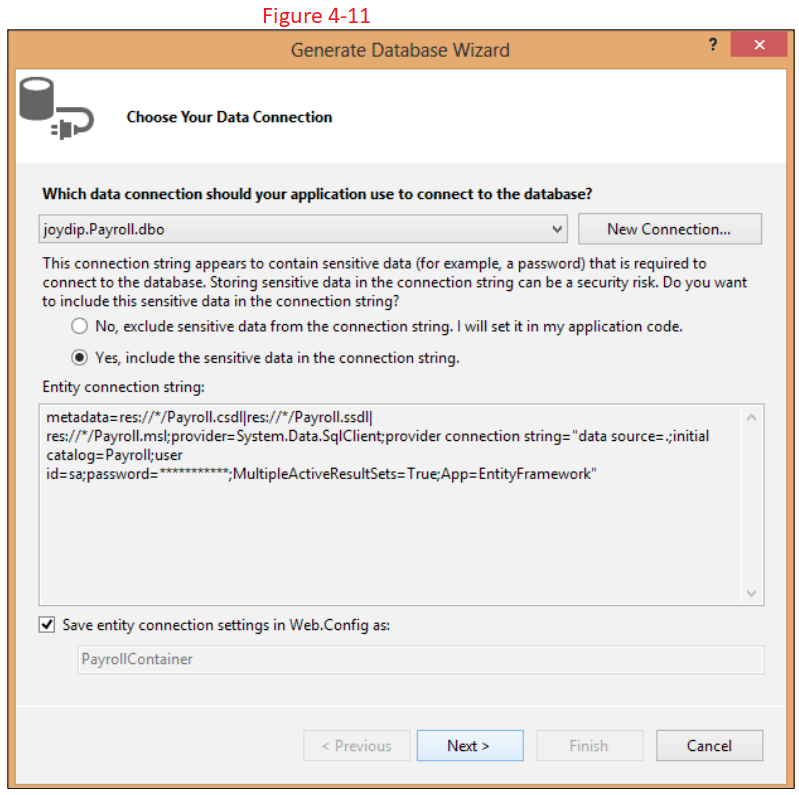 Figure 4-11
Generate Database Wizard
?
Choose Your Data Connection
Which data connection should your application use to connect to the database?
joydip.Payroll.dbo
New Connection...
This connection string appears to contain sensitive data (for example, a password) that is required to
connect to the database. Storing sensitive data in the connection string can be a security risk. Do you want
to include this sensitive data in the connection string?
No, exclude sensitive data from the connection string. I will set it in my application code.
Yes, include the sensitive data in the connection string.
Entity connection string:
metadata=res://*/Payroll.csdl|res://*/Payroll.ssdl|
res://*/Payroll.msl;provider=System.Data.SqlClient;provider connection string="data source=.;initial
catalog=Payroll;user
id=sa;password=***********;MultipleActiveResultSets=True;App=EntityFramework"
Save entity connection settings in Web.Config as:
PayrollContainer
< Previous
Next >
Finish
Cancel